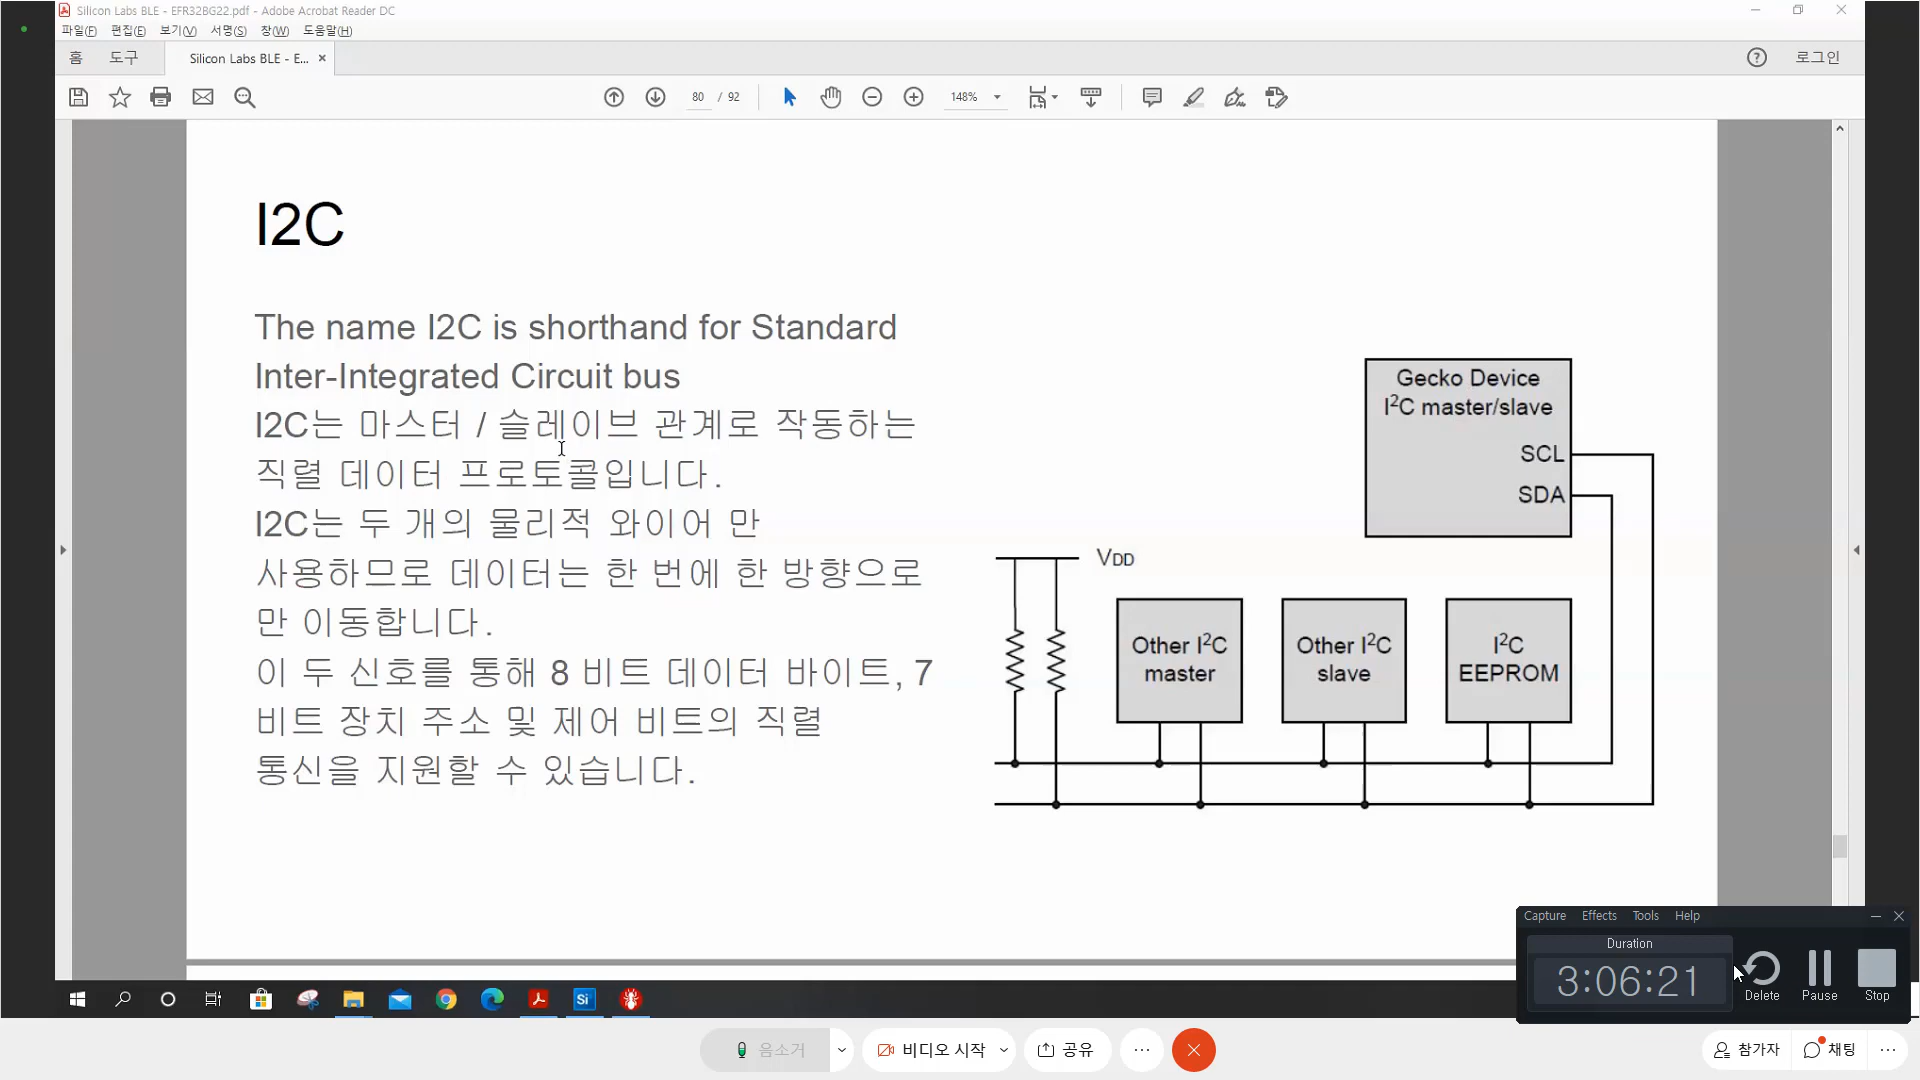 Silicon Labs BLE - EFR32BG22.pdf - Adobe Acrobat Reader DC
파일(F) 편집(E) 보기(V) 서명(S) 창(W) 도움말(H)
홈 도구 Silicon Labs BLE - E... × 로그인
80 / 92 148%
I2C
The name I2C is shorthand for Standard
Inter-Integrated Circuit bus
I2C는 마스터 / 슬레이브 관계로 작동하는
직렬 데이터 프로토콜입니다.
I2C는 두 개의 물리적 와이어 만
사용하므로 데이터는 한 번에 한 방향으로
만 이동합니다.
이 두 신호를 통해 8 비트 데이터 바이트, 7
비트 장치 주소 및 제어 비트의 직렬
통신을 지원할 수 있습니다.
Gecko Device
I²C master/slave
SCL
SDA
VDD
Other I²C
master
Other I²C
slave
I²C
EEPROM
Capture Effects Tools Help
Duration
3:06:21
Delete Pause Stop
Si
음소거 비디오 시작 공유 ... 참가자 채팅 ...